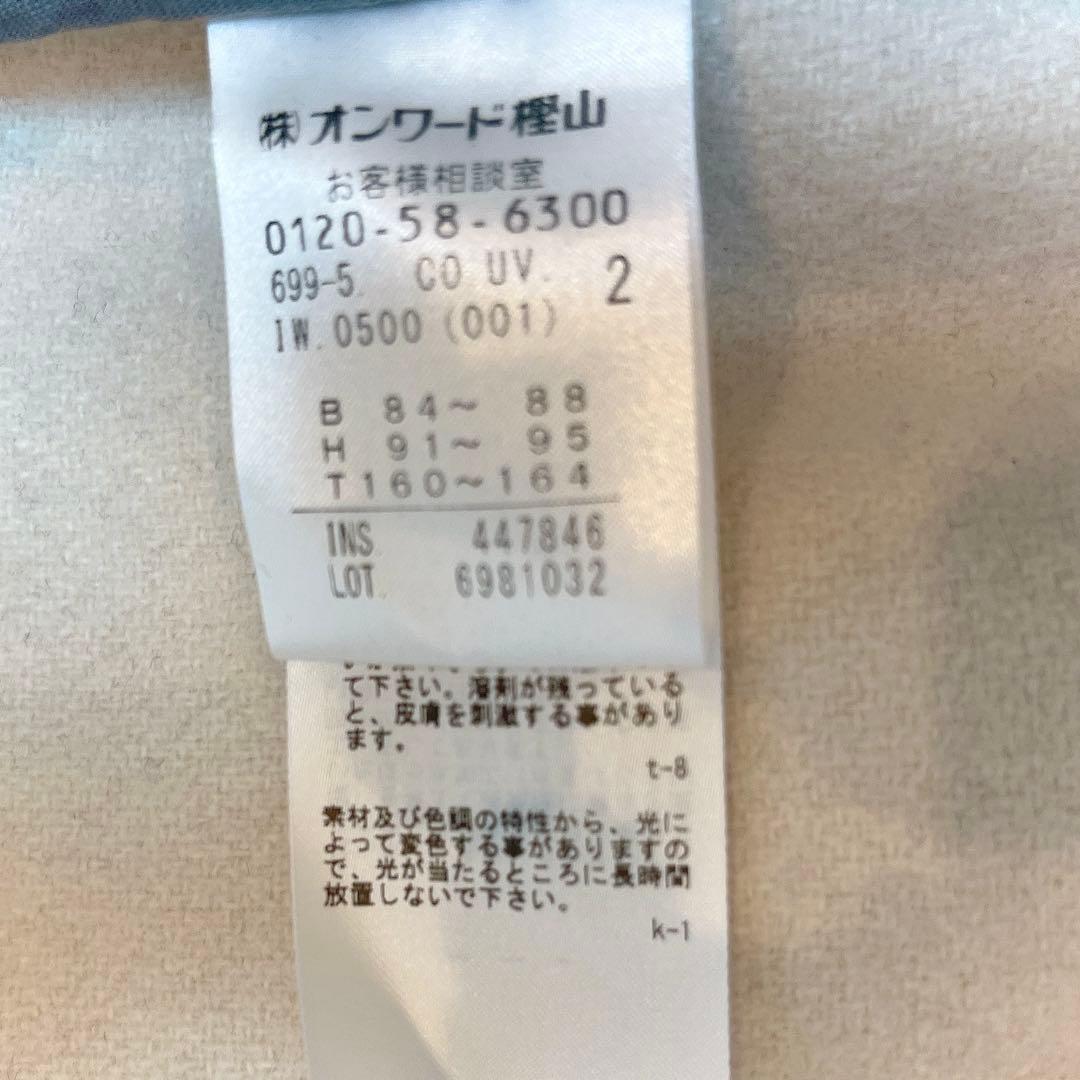 ㈱オンワード樫山
お客様相談室
0120-58-6300
699-5. CO UV. 2
IW.0500 (001)
B 84～ 88
H 91～ 95
T160～164
INS. 447846
LOT. 6981032
て下さい。溶剤が残っている
と、皮膚を刺激する事があり
ます。
t-8
素材及び色調の特性から、光に
よって変色する事がありますの
で、光が当たるところに長時間
放置しないで下さい。
k-1